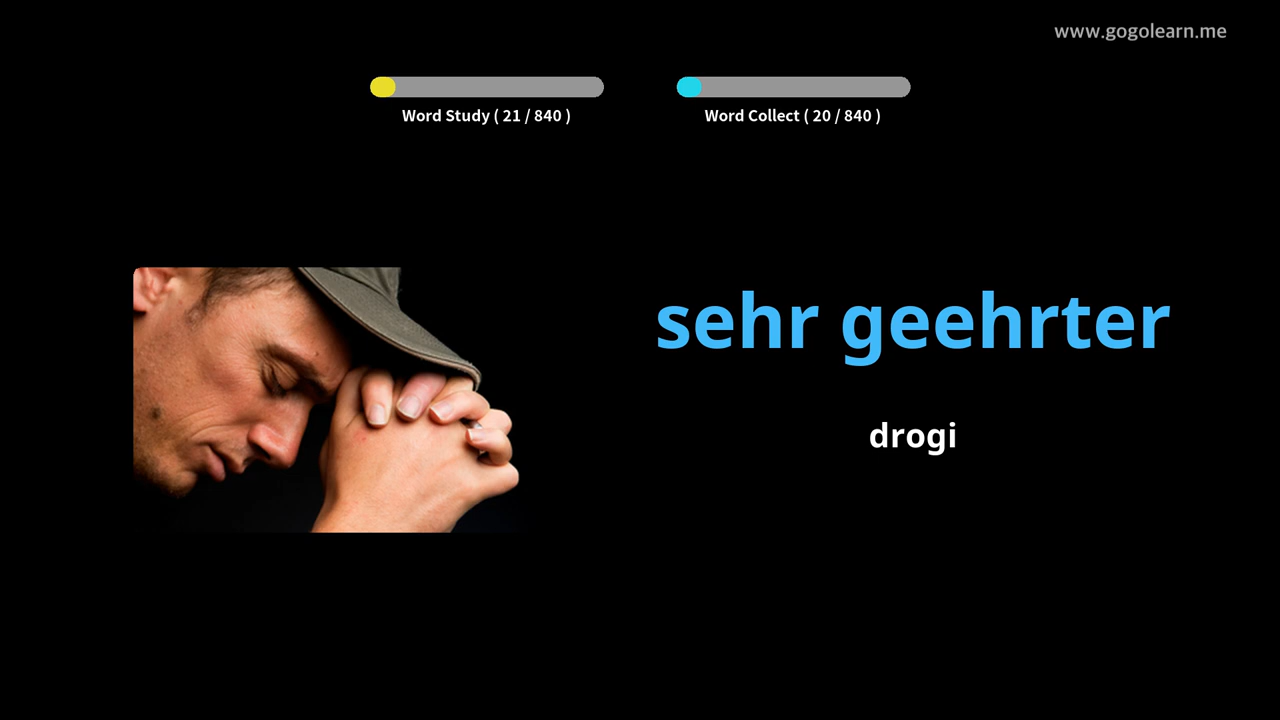 www.gogolearn.me
Word Study ( 21 / 840 )
Word Collect ( 20 / 840 )
sehr geehrter
drogi